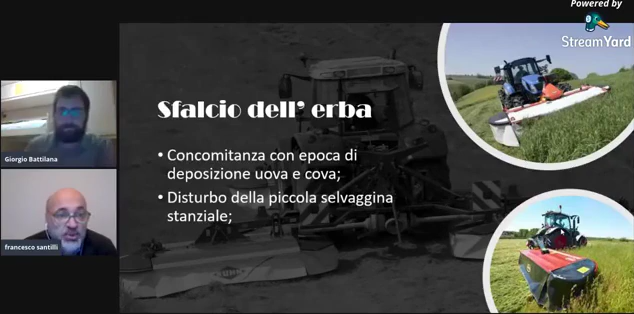 Powered by
StreamYard
Sfalcio dell' erba
• Concomitanza con epoca di
deposizione uova e cova;
• Disturbo della piccola selvaggina
stanziale;
Giorgio Battilana
francesco santilli